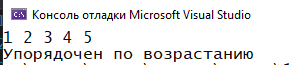 Консоль отладки Microsoft Visual Studio
1 2 3 4 5
Упорядочен по возрастанию